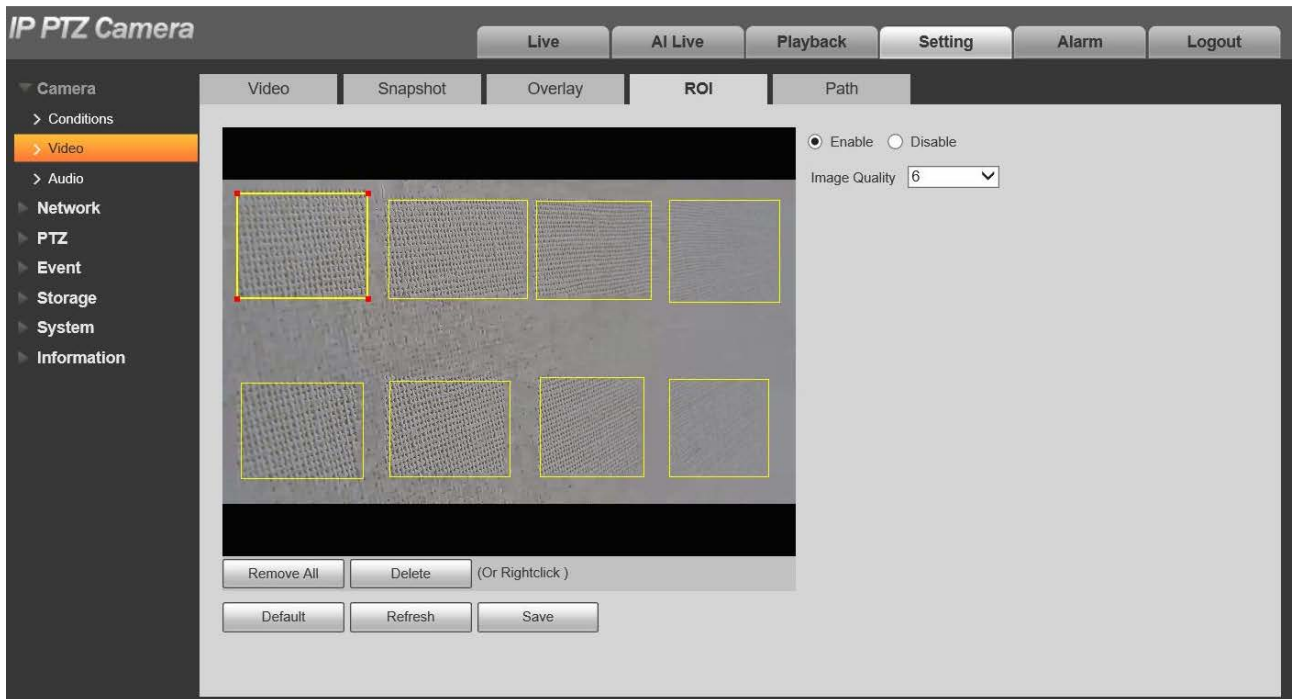 IP PTZ Camera
Live
AI Live
Playback
Setting
Alarm
Logout
Camera
Conditions
Video
Audio
Network
PTZ
Event
Storage
System
Information
Video
Snapshot
Overlay
ROI
Path
Enable
Disable
Image Quality 6
Remove All
Delete
(Or Rightclick )
Default
Refresh
Save